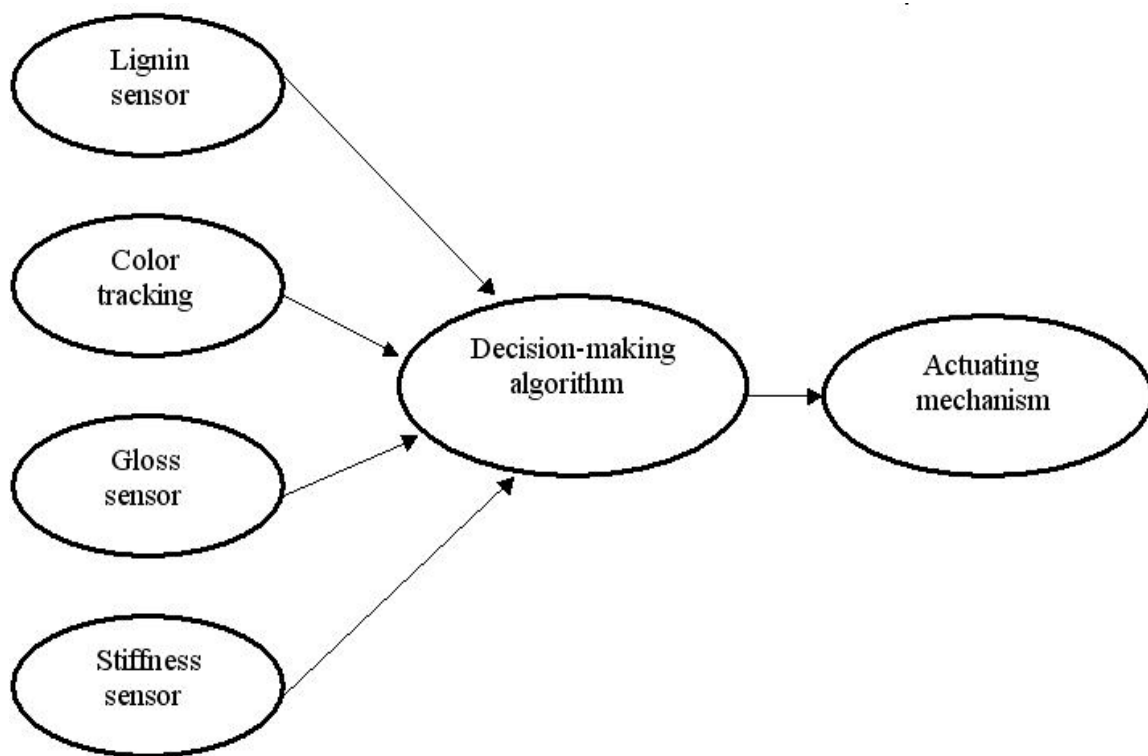 Lignin
sensor
Color
tracking
Gloss
sensor
Stiffness
sensor
Decision-making
algorithm
Actuating
mechanism